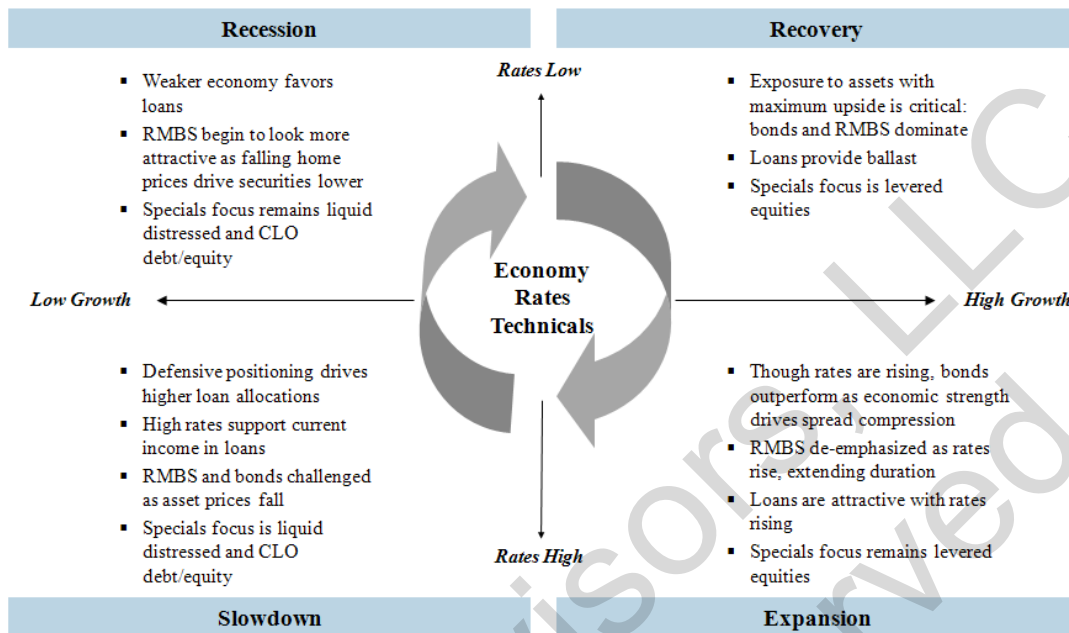 Recession
Recovery
Rates Low
▪ Weaker economy favors
loans
▪ RMBS begin to look more
attractive as falling home
prices drive securities lower
▪ Specials focus remains liquid
distressed and CLO
debt/equity
▪ Exposure to assets with
maximum upside is critical:
bonds and RMBS dominate
▪ Loans provide ballast
▪ Specials focus is levered
equities
Economy
Rates
Technicals
Low Growth
High Growth
▪ Defensive positioning drives
higher loan allocations
▪ High rates support current
income in loans
▪ RMBS and bonds challenged
as asset prices fall
▪ Specials focus is liquid
distressed and CLO
debt/equity
▪ Though rates are rising, bonds
outperform as economic strength
drives spread compression
▪ RMBS de-emphasized as rates
rise, extending duration
▪ Loans are attractive with rates
rising
▪ Specials focus remains levered
equities
Rates High
Slowdown
Expansion
LLC